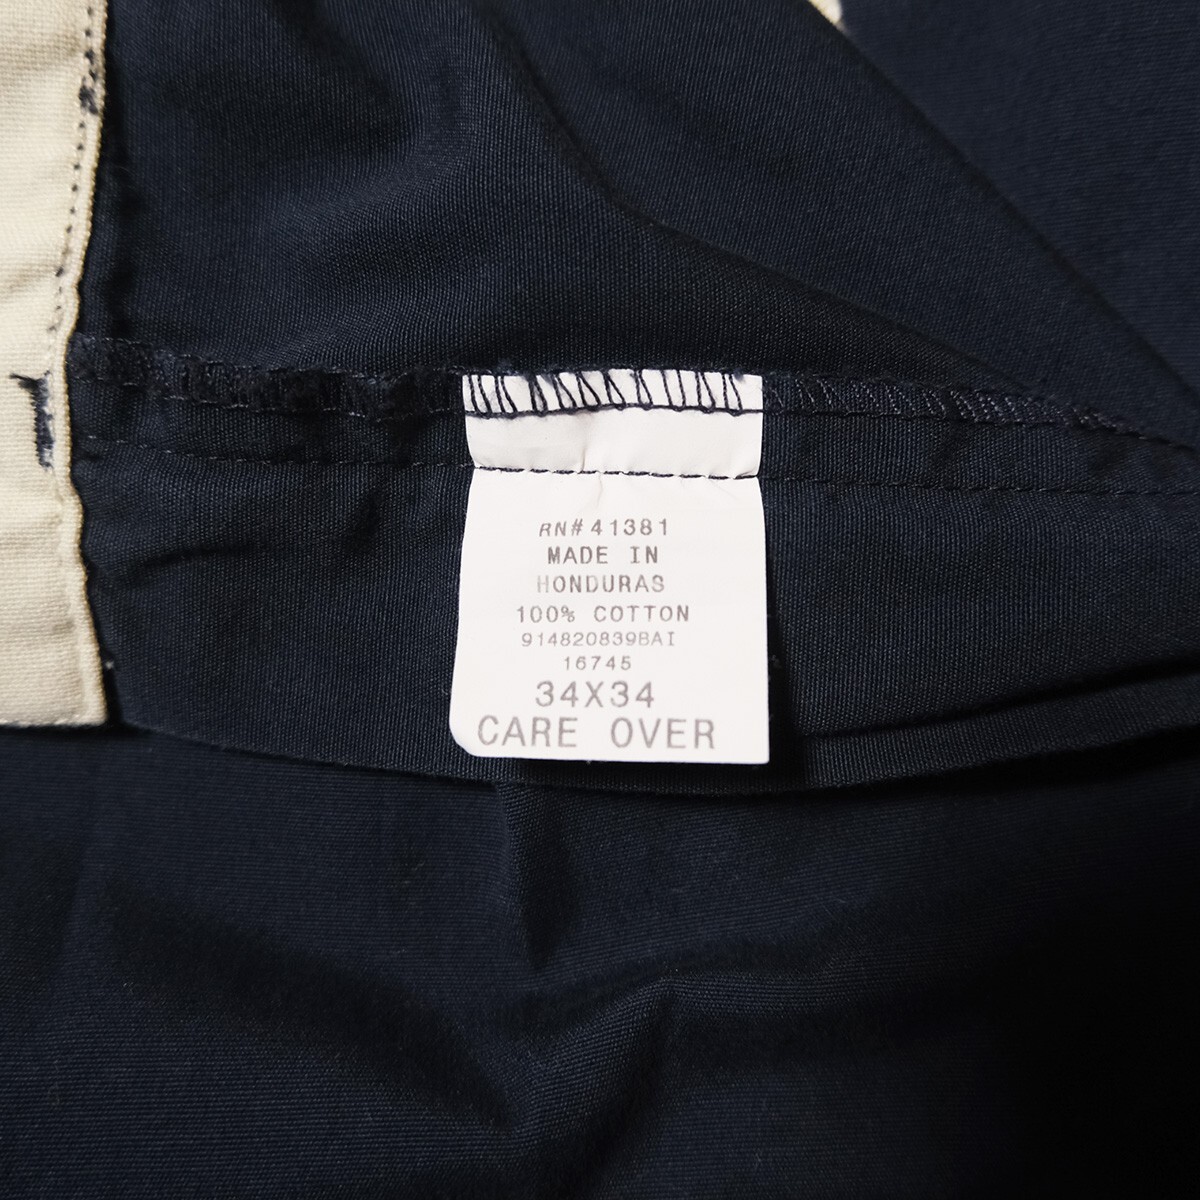 RN# 41381
MADE IN
HONDURAS
100% COTTON
914820839BAI
16745
34X34
CARE OVER